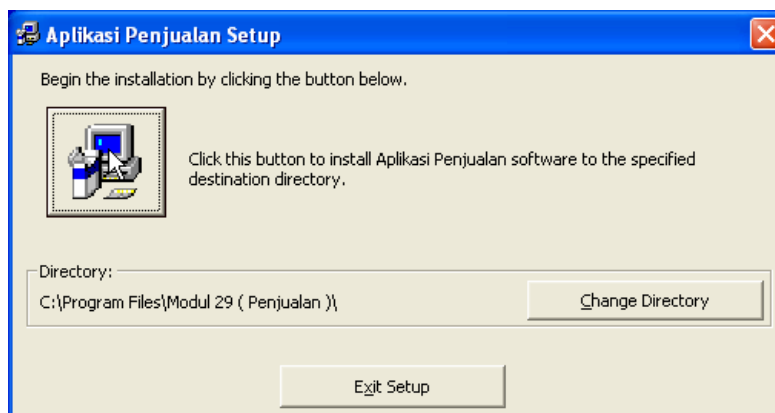 Aplikasi Penjualan Setup
Begin the installation by clicking the button below.
Click this button to install Aplikasi Penjualan software to the specified
destination directory.
Directory:
C:\Program Files\Modul 29 ( Penjualan )\
Change Directory
Exit Setup